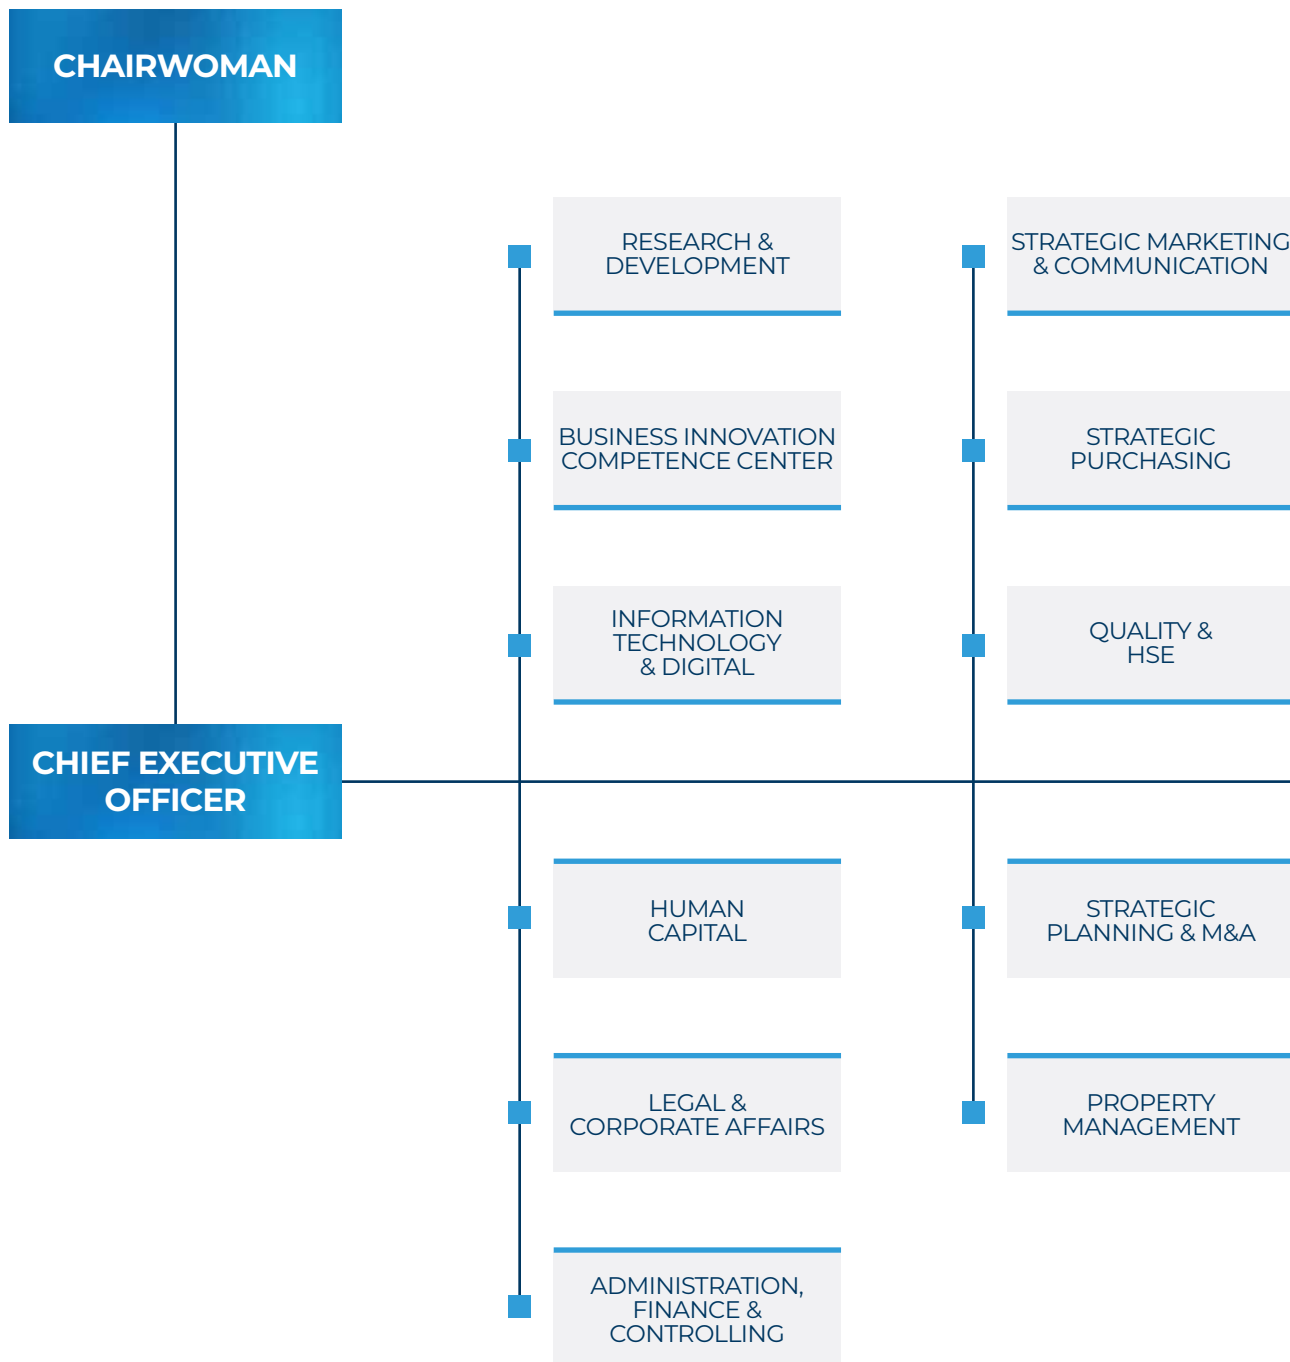 CHAIRWOMAN
RESEARCH &
DEVELOPMENT
STRATEGIC MARKETING
& COMMUNICATION
BUSINESS INNOVATION
COMPETENCE CENTER
STRATEGIC
PURCHASING
INFORMATION
TECHNOLOGY
& DIGITAL
QUALITY &
HSE
CHIEF EXECUTIVE
OFFICER
HUMAN
CAPITAL
STRATEGIC
PLANNING & M&A
LEGAL &
CORPORATE AFFAIRS
PROPERTY
MANAGEMENT
ADMINISTRATION,
FINANCE &
CONTROLLING